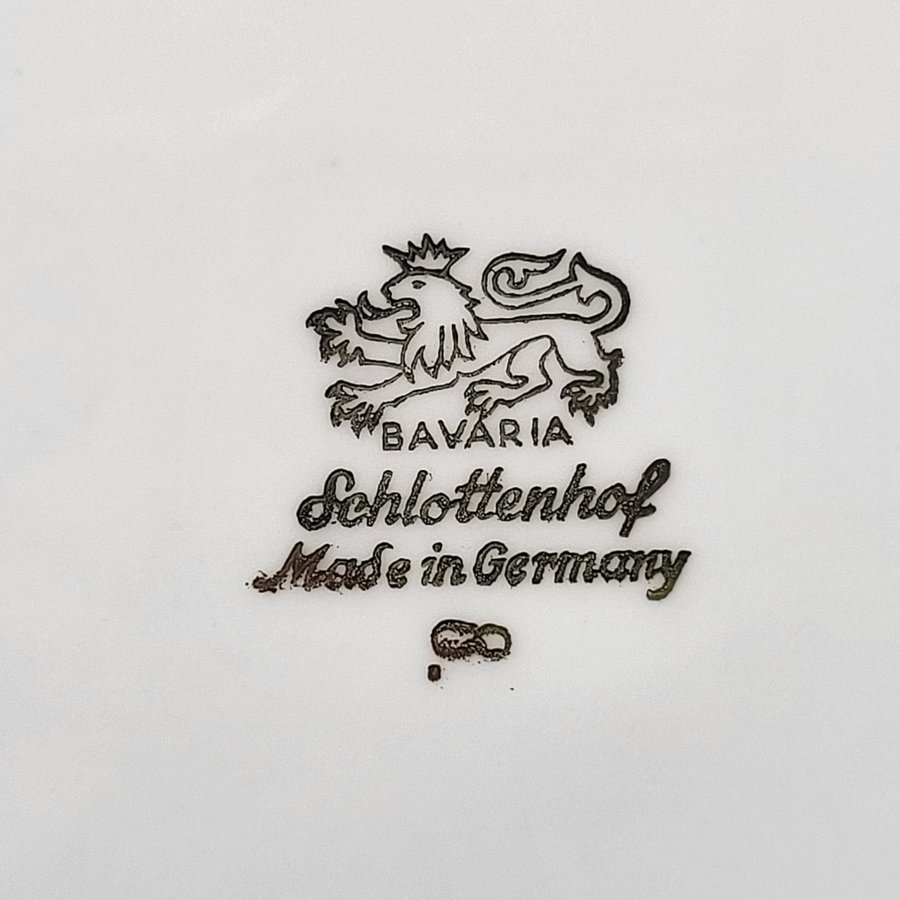 BAVARIA
Schlottenhof
Made in Germany